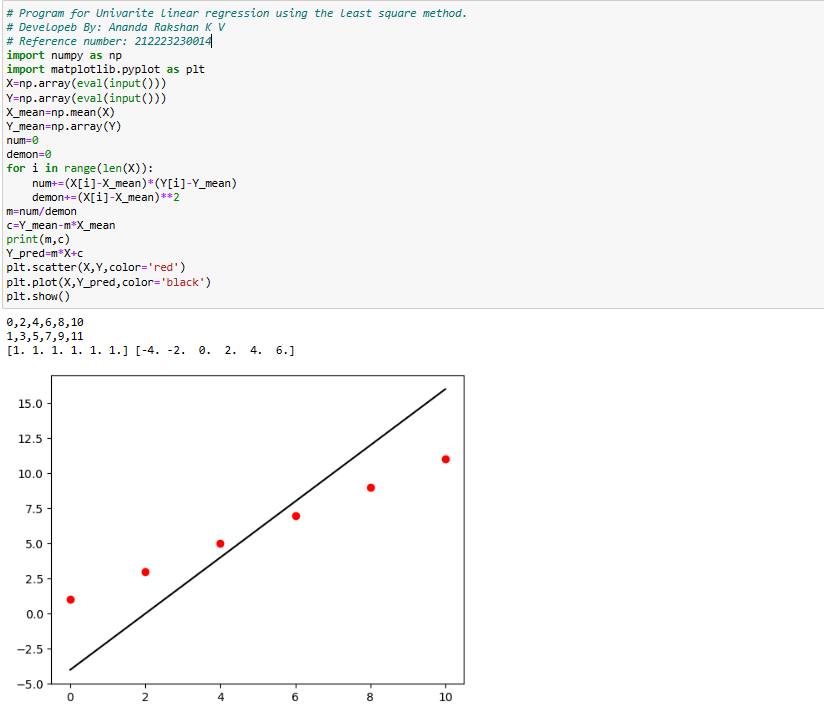 # Program for Univarite Linear regression using the Least square method.
# Developeb By: Ananda Rakshan K V
# Reference number: 212223230014
import numpy as np
import matplotlib.pyplot as plt
X=np.array(eval(input()))
Y=np.array(eval(input()))
X_mean=np.mean(X)
Y_mean=np.array(Y)
num=0
demon=0
for i in range(len(X)):
    num+=(X[i]-X_mean)*(Y[i]-Y_mean)
    demon+=(X[i]-X_mean)**2
m=num/demon
c=Y_mean-m*X_mean
print(m,c)
Y_pred=m*X+c
plt.scatter(X,Y,color='red')
plt.plot(X,Y_pred,color='black')
plt.show()
0,2,4,6,8,10
1,3,5,7,9,11
[1. 1. 1. 1. 1. 1.] [-4. -2.  0.  2.  4.  6.]
15.0
12.5
10.0
7.5
5.0
2.5
0.0
−2.5
−5.0
0 2 4 6 8 10